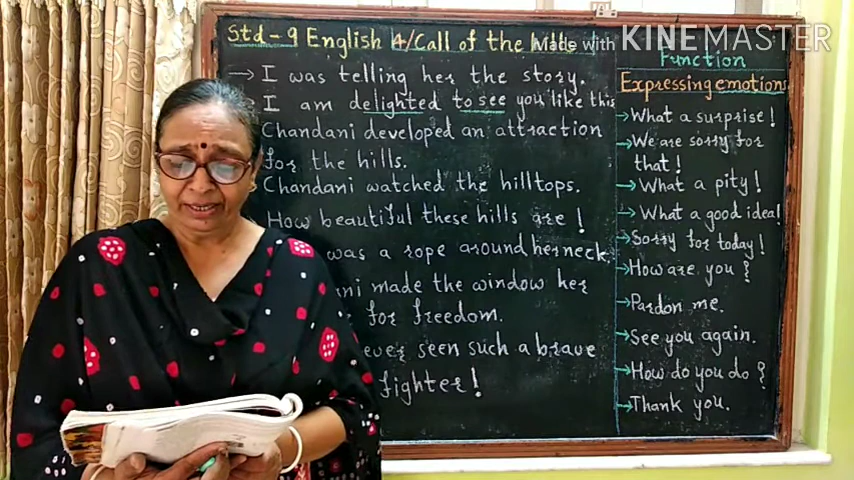 Std-9 English 4/Call of the hills
Made with KINEMASTER
→ I was telling her the story.
I am delighted to see you like this
Chandani developed an attraction
for the hills.
Chandani watched the hilltops.
How beautiful these hills are!
was a rope around her neck.
ani made the window her
for freedom.
ever seen such a brave
fighter!
Function
Expressing emotions
→ What a surprise!
→ We are sorry for
that!
→ What a pity!
→ What a good idea!
→ Sorry for today!
→ How are you?
→ Pardon me.
→ See you again.
→ How do you do?
→ Thank you.